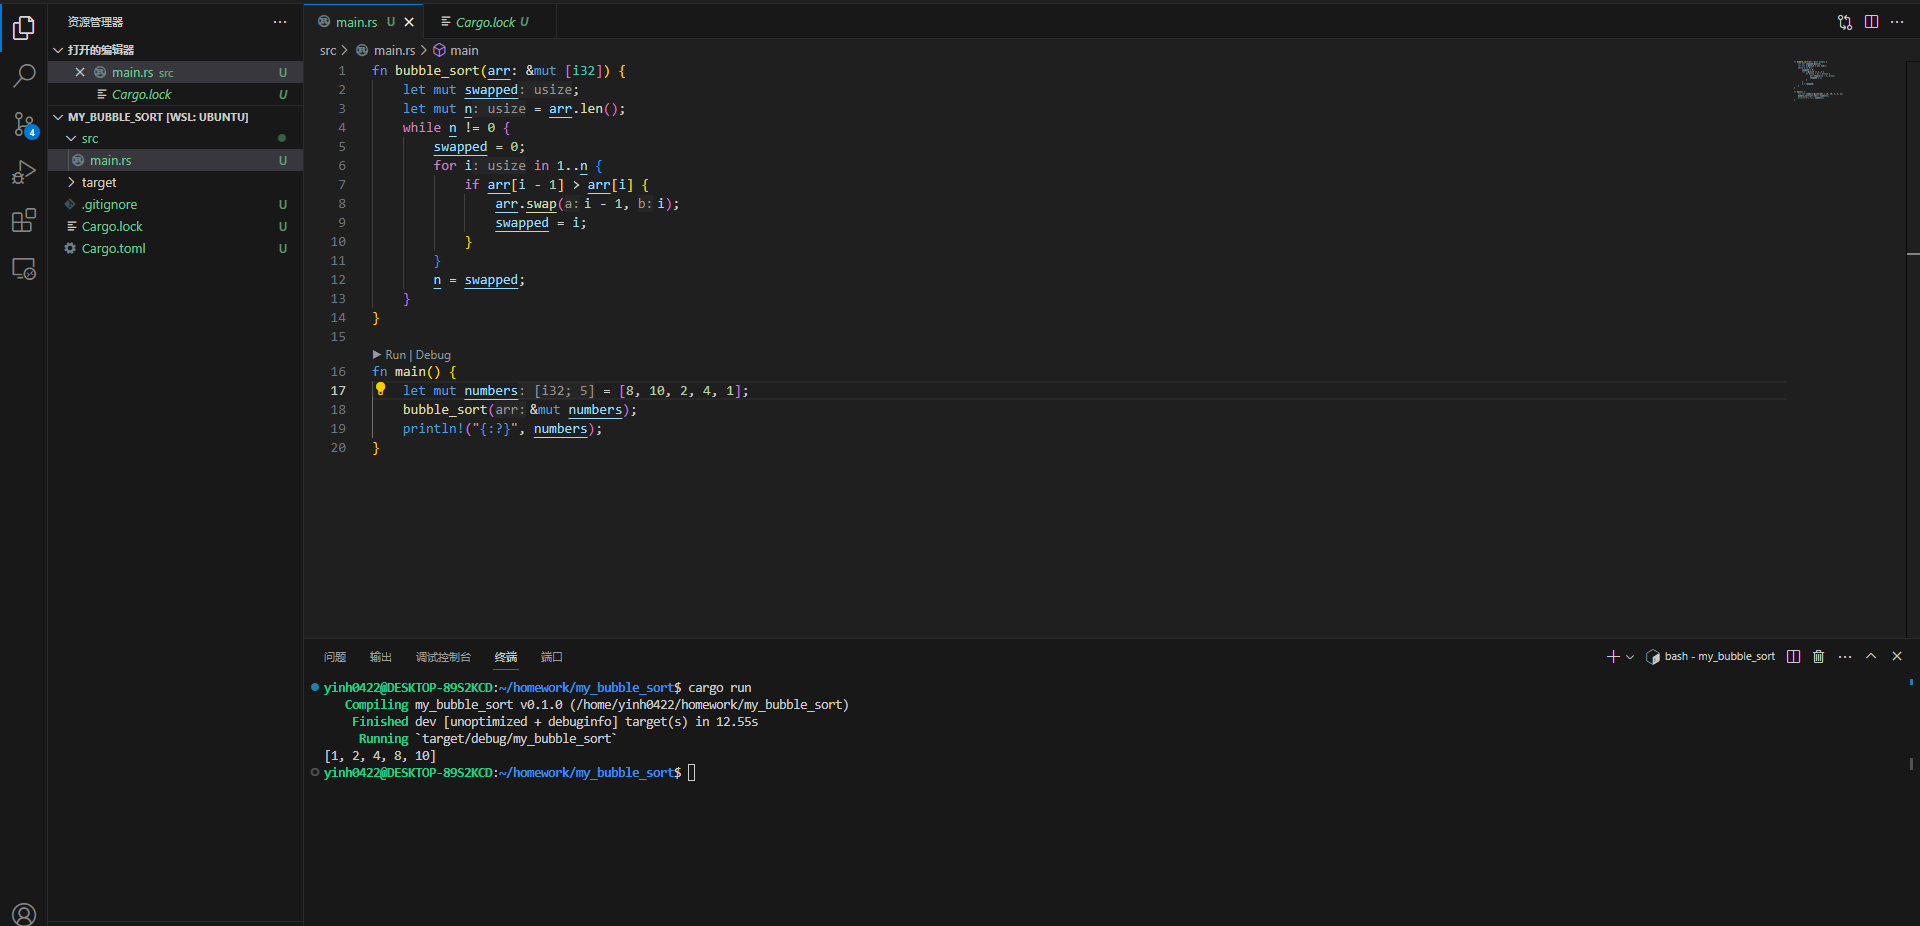 资源管理器
打开的编辑器
main.rs src U
Cargo.lock U
MY_BUBBLE_SORT [WSL: UBUNTU]
src
main.rs U
target
.gitignore U
Cargo.lock U
Cargo.toml U
4
main.rs U
Cargo.lock U
src > main.rs > main
1 fn bubble_sort(arr: &mut [i32]) {
2     let mut swapped: usize;
3     let mut n: usize = arr.len();
4     while n != 0 {
5         swapped = 0;
6         for i: usize in 1..n {
7             if arr[i - 1] > arr[i] {
8                 arr.swap(a: i - 1, b: i);
9                 swapped = i;
10             }
11         }
12         n = swapped;
13     }
14 }
15
Run | Debug
16 fn main() {
17     let mut numbers: [i32; 5] = [8, 10, 2, 4, 1];
18     bubble_sort(arr: &mut numbers);
19     println!("{:?}", numbers);
20 }
问题 输出 调试控制台 终端 端口
bash - my_bubble_sort
yinh0422@DESKTOP-89S2KCD:~/homework/my_bubble_sort$ cargo run
Compiling my_bubble_sort v0.1.0 (/home/yinh0422/homework/my_bubble_sort)
Finished dev [unoptimized + debuginfo] target(s) in 12.55s
Running `target/debug/my_bubble_sort`
[1, 2, 4, 8, 10]
yinh0422@DESKTOP-89S2KCD:~/homework/my_bubble_sort$